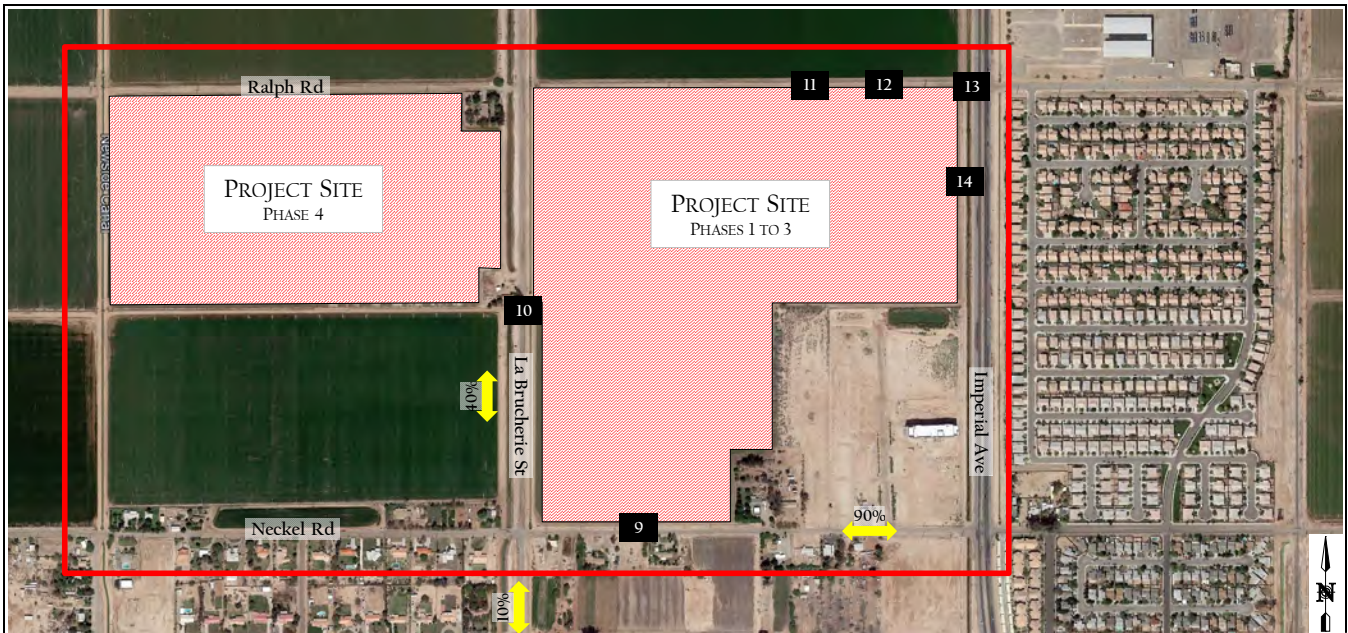 Ralph Rd
11
12
13
PROJECT SITE
PHASE 4
PROJECT SITE
PHASES 1 TO 3
14
10
La Brucherie St
40%
Imperial Ave
Neckel Rd
9
90%
10%
N